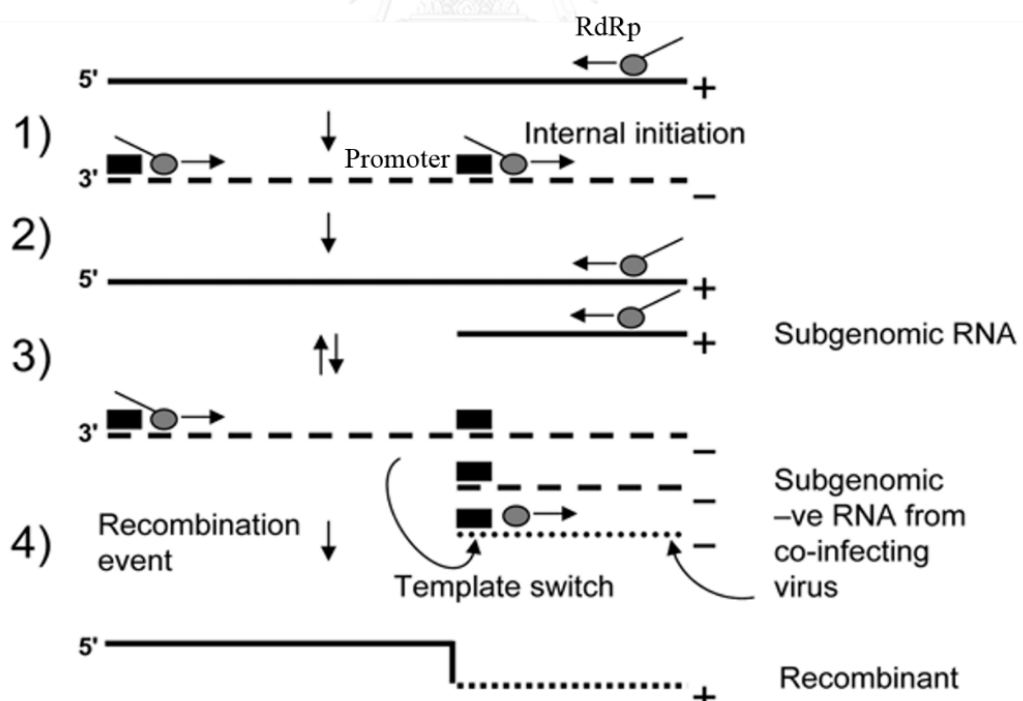 RdRp
5'
+
1)
Internal initiation
Promoter
3'
–
2)
5'
+
+
Subgenomic RNA
3)
3'
–
Subgenomic
–
–ve RNA from
4)
Recombination
event
–
co-infecting
virus
Template switch
5'
Recombinant
+